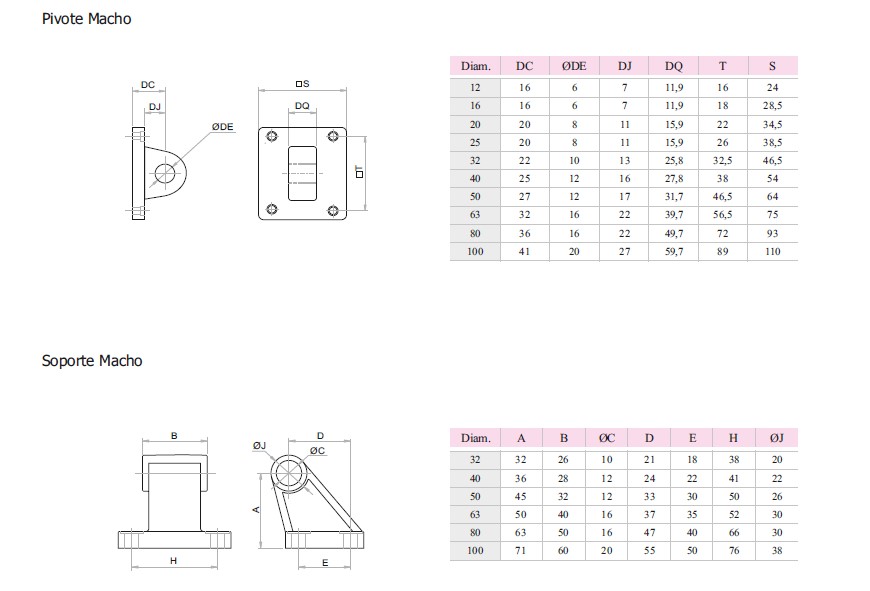 Pivote Macho
DC
DJ
ØDE
□S
DQ
□T
Diam. DC ØDE DJ DQ T S
12 16 6 7 11,9 16 24
16 16 6 7 11,9 18 28,5
20 20 8 11 15,9 22 34,5
25 20 8 11 15,9 26 38,5
32 22 10 13 25,8 32,5 46,5
40 25 12 16 27,8 38 54
50 27 12 17 31,7 46,5 64
63 32 16 22 39,7 56,5 75
80 36 16 22 49,7 72 93
100 41 20 27 59,7 89 110
Soporte Macho
B
H
ØJ
D
ØC
A
E
Diam. A B ØC D E H ØJ
32 32 26 10 21 18 38 20
40 36 28 12 24 22 41 22
50 45 32 12 33 30 50 26
63 50 40 16 37 35 52 30
80 63 50 16 47 40 66 30
100 71 60 20 55 50 76 38